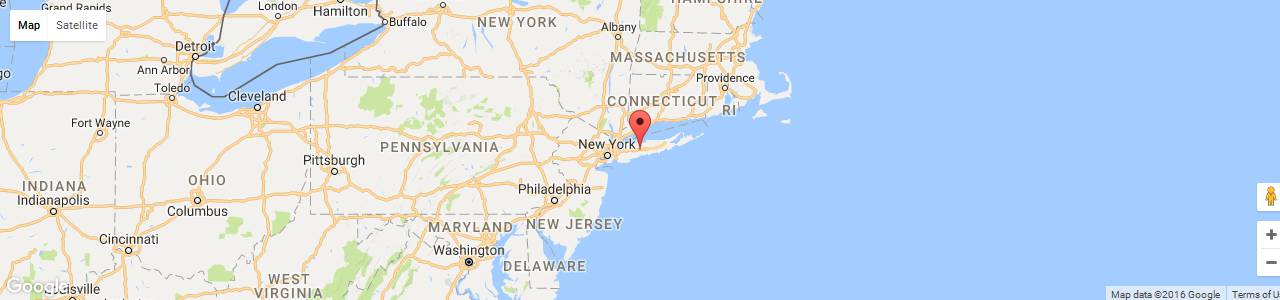 Grand Rapids
London
Hamilton
Buffalo
NEW YORK
Albany
HAMPSHIRE
Map
Satellite
Detroit
Ann Arbor
Toledo
MASSACHUSETTS
Providence
CONNECTICUT
RI
Cleveland
Fort Wayne
PENNSYLVANIA
New York
Pittsburgh
INDIANA
Indianapolis
OHIO
Columbus
Philadelphia
NEW JERSEY
MARYLAND
Washington
Cincinnati
DELAWARE
WEST
VIRGINIA
Google
Map data ©2016 Google
Terms of U